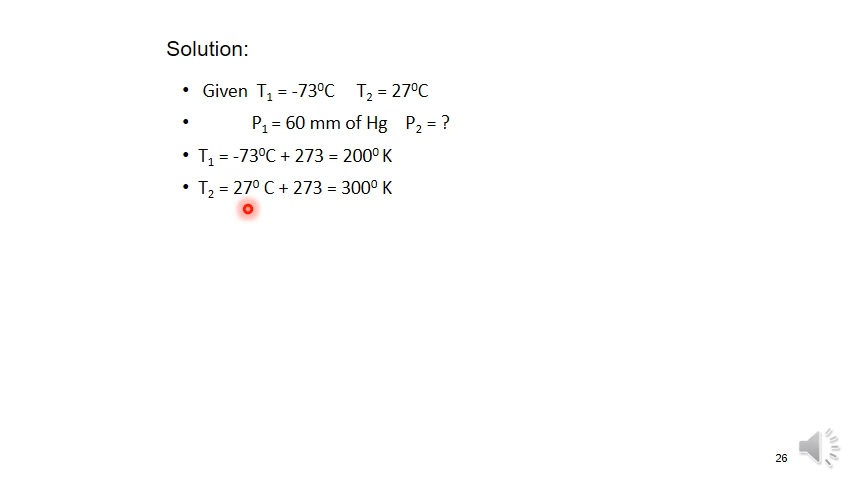 Solution:
• Given T₁ = -73⁰C T₂ = 27⁰C
• P₁ = 60 mm of Hg P₂ = ?
• T₁ = -73⁰C + 273 = 200⁰ K
• T₂ = 27⁰ C + 273 = 300⁰ K
26